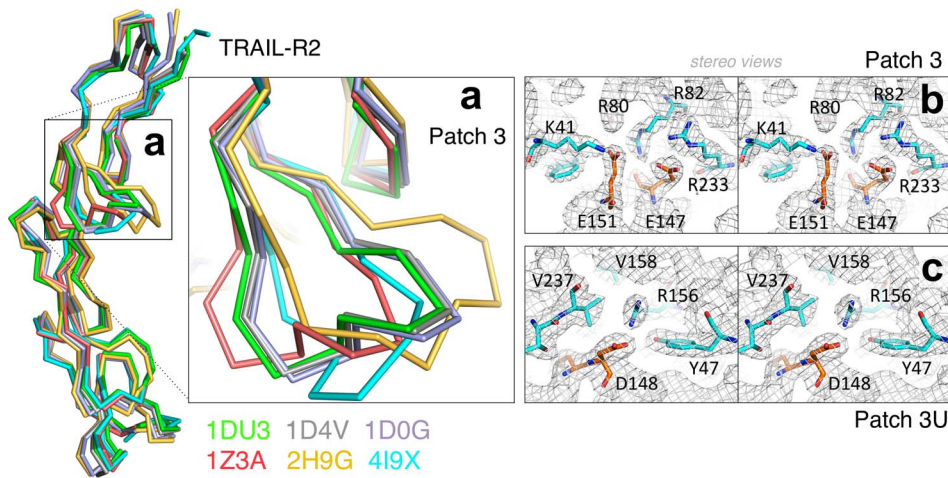 TRAIL-R2
a
a
Patch 3
1DU3 1D4V 1D0G
1Z3A 2H9G 4I9X
stereo views
Patch 3
b
R82 R82
R80 R80
K41 K41
R233 R233
E151 E147 E151 E147
c
V158 V158
V237 V237
R156 R156
Y47 Y47
D148 D148
Patch 3U